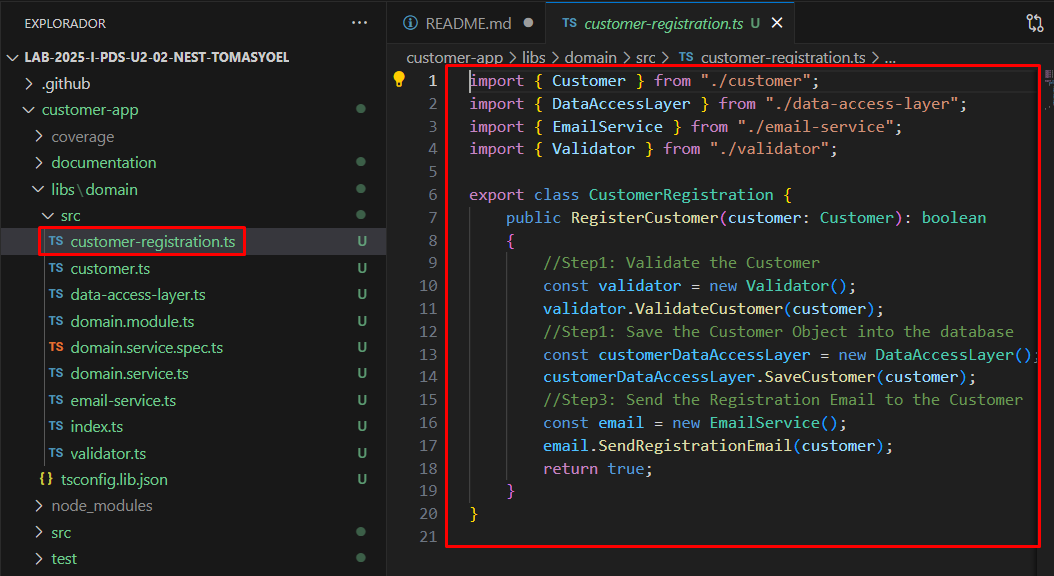 EXPLORADOR
LAB-2025-I-PDS-U2-02-NEST-TOMASYOEL
.github
customer-app
coverage
documentation
libs\domain
src
TS customer-registration.ts U
TS customer.ts U
TS data-access-layer.ts U
TS domain.module.ts U
TS domain.service.spec.ts U
TS domain.service.ts U
TS email-service.ts U
TS index.ts U
TS validator.ts U
{} tsconfig.lib.json U
node_modules
src
test
README.md
TS customer-registration.ts U
customer-app > libs > domain > src > TS customer-registration.ts > ...
1 import { Customer } from "./customer";
2 import { DataAccessLayer } from "./data-access-layer";
3 import { EmailService } from "./email-service";
4 import { Validator } from "./validator";
5
6 export class CustomerRegistration {
7 public RegisterCustomer(customer: Customer): boolean
8 {
9 //Step1: Validate the Customer
10 const validator = new Validator();
11 validator.ValidateCustomer(customer);
12 //Step1: Save the Customer Object into the database
13 const customerDataAccessLayer = new DataAccessLayer();
14 customerDataAccessLayer.SaveCustomer(customer);
15 //Step3: Send the Registration Email to the Customer
16 const email = new EmailService();
17 email.SendRegistrationEmail(customer);
18 return true;
19 }
20 }
21